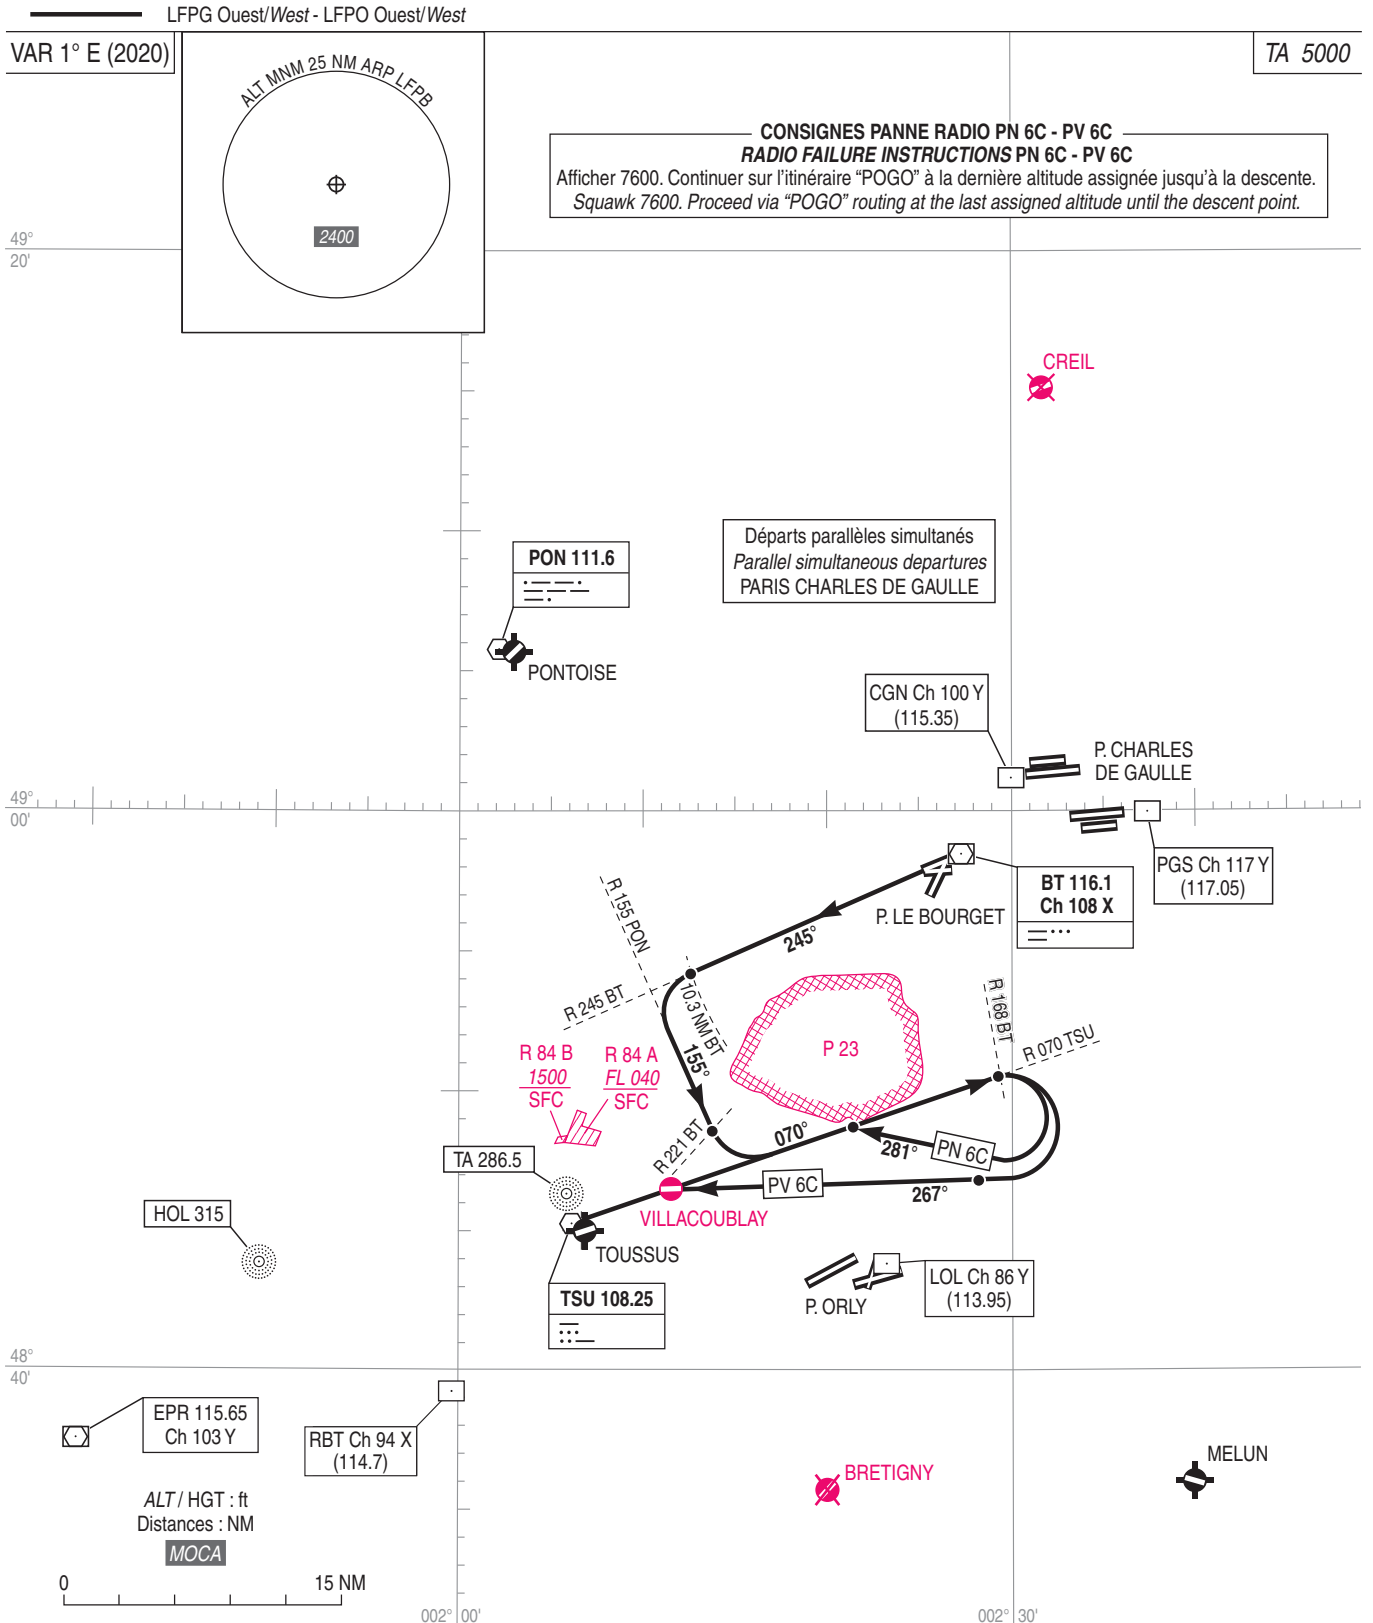 LFPG Ouest/West - LFPO Ouest/West
VAR 1° E (2020)
TA 5000
ALT MNM 25 NM ARP LFPB
2400
CONSIGNES PANNE RADIO PN 6C - PV 6C
RADIO FAILURE INSTRUCTIONS PN 6C - PV 6C
Afficher 7600. Continuer sur l'itinéraire “POGO” à la dernière altitude assignée jusqu'à la descente.
Squawk 7600. Proceed via “POGO” routing at the last assigned altitude until the descent point.
49°
20'
CREIL
Départs parallèles simultanés
Parallel simultaneous departures
PARIS CHARLES DE GAULLE
PON 111.6
PONTOISE
CGN Ch 100 Y
(115.35)
P. CHARLES
DE GAULLE
49°
00'
PGS Ch 117 Y
(117.05)
BT 116.1
Ch 108 X
P. LE BOURGET
R 155 PON
245°
R 245 BT
10.3 NM BT
R 168 BT
R 070 TSU
P 23
155°
R 84 B
1500
SFC
R 84 A
FL 040
SFC
R 221 BT
070°
281°
PN 6C
TA 286.5
PV 6C
267°
VILLACOUBLAY
HOL 315
TOUSSUS
TSU 108.25
P. ORLY
LOL Ch 86 Y
(113.95)
48°
40'
EPR 115.65
Ch 103 Y
RBT Ch 94 X
(114.7)
BRETIGNY
MELUN
ALT / HGT : ft
Distances : NM
MOCA
0
15 NM
002° 00'
002° 30'